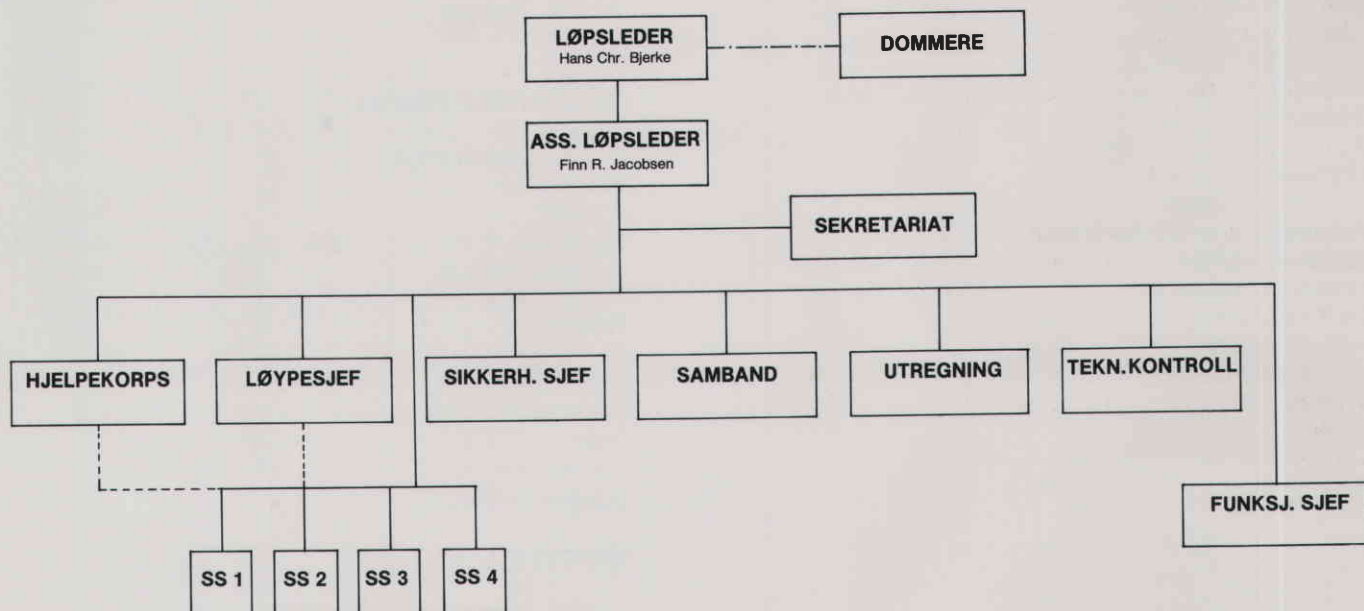 LØPSLEDER
Hans Chr. Bjerke
DOMMERE
ASS. LØPSLEDER
Finn R. Jacobsen
SEKRETARIAT
HJELPEKORPS
LØYPESJEF
SIKKERH. SJEF
SAMBAND
UTREGNING
TEKN.KONTROLL
FUNKSJ. SJEF
SS 1
SS 2
SS 3
SS 4